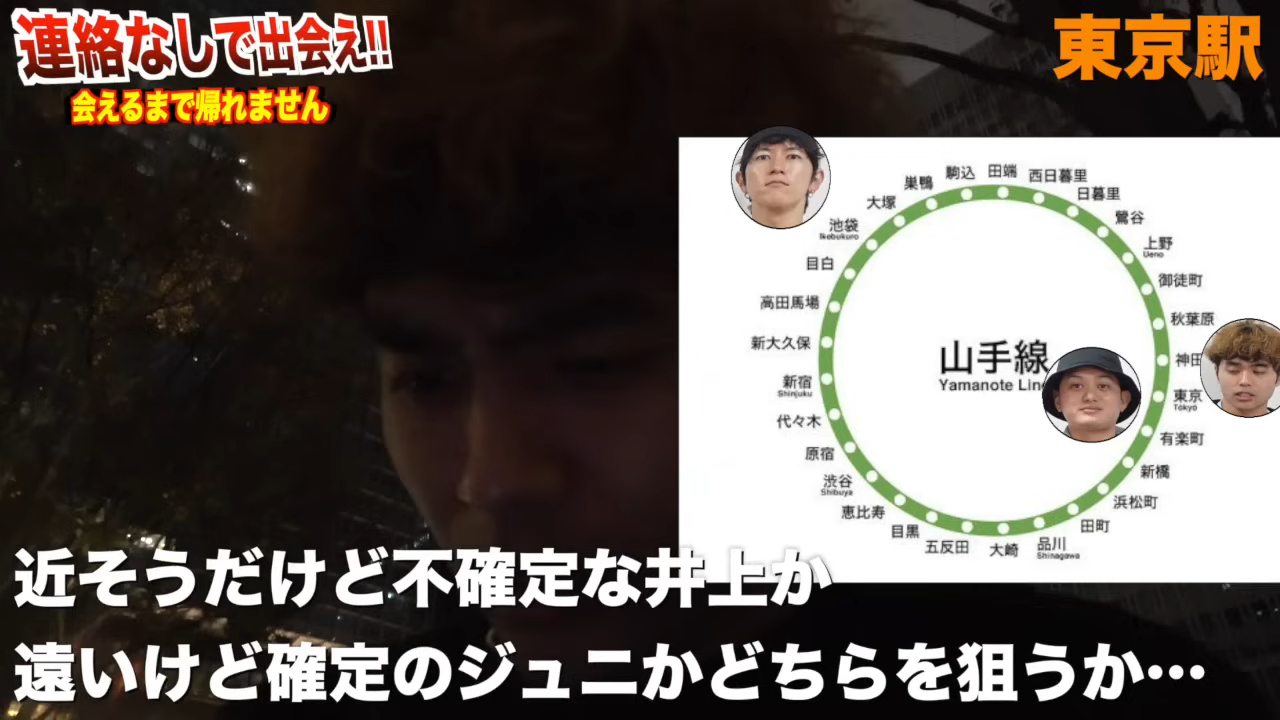 連絡なしで出会え!!
会えるまで帰れません
東京駅
駒込
田端
西日暮里
巣鴨
日暮里
大塚
鶯谷
池袋
Ikebukuro
上野
Ueno
目白
御徒町
高田馬場
秋葉原
新大久保
山手線
Yamanote Lin
神田
新宿
Shinjuku
東京
Tokyo
代々木
有楽町
原宿
新橋
渋谷
Shibuya
浜松町
恵比寿
田町
目黒
五反田
大崎
品川
Shinagawa
近そうだけど不確定な井上か
遠いけど確定のジュニかどちらを狙うか…